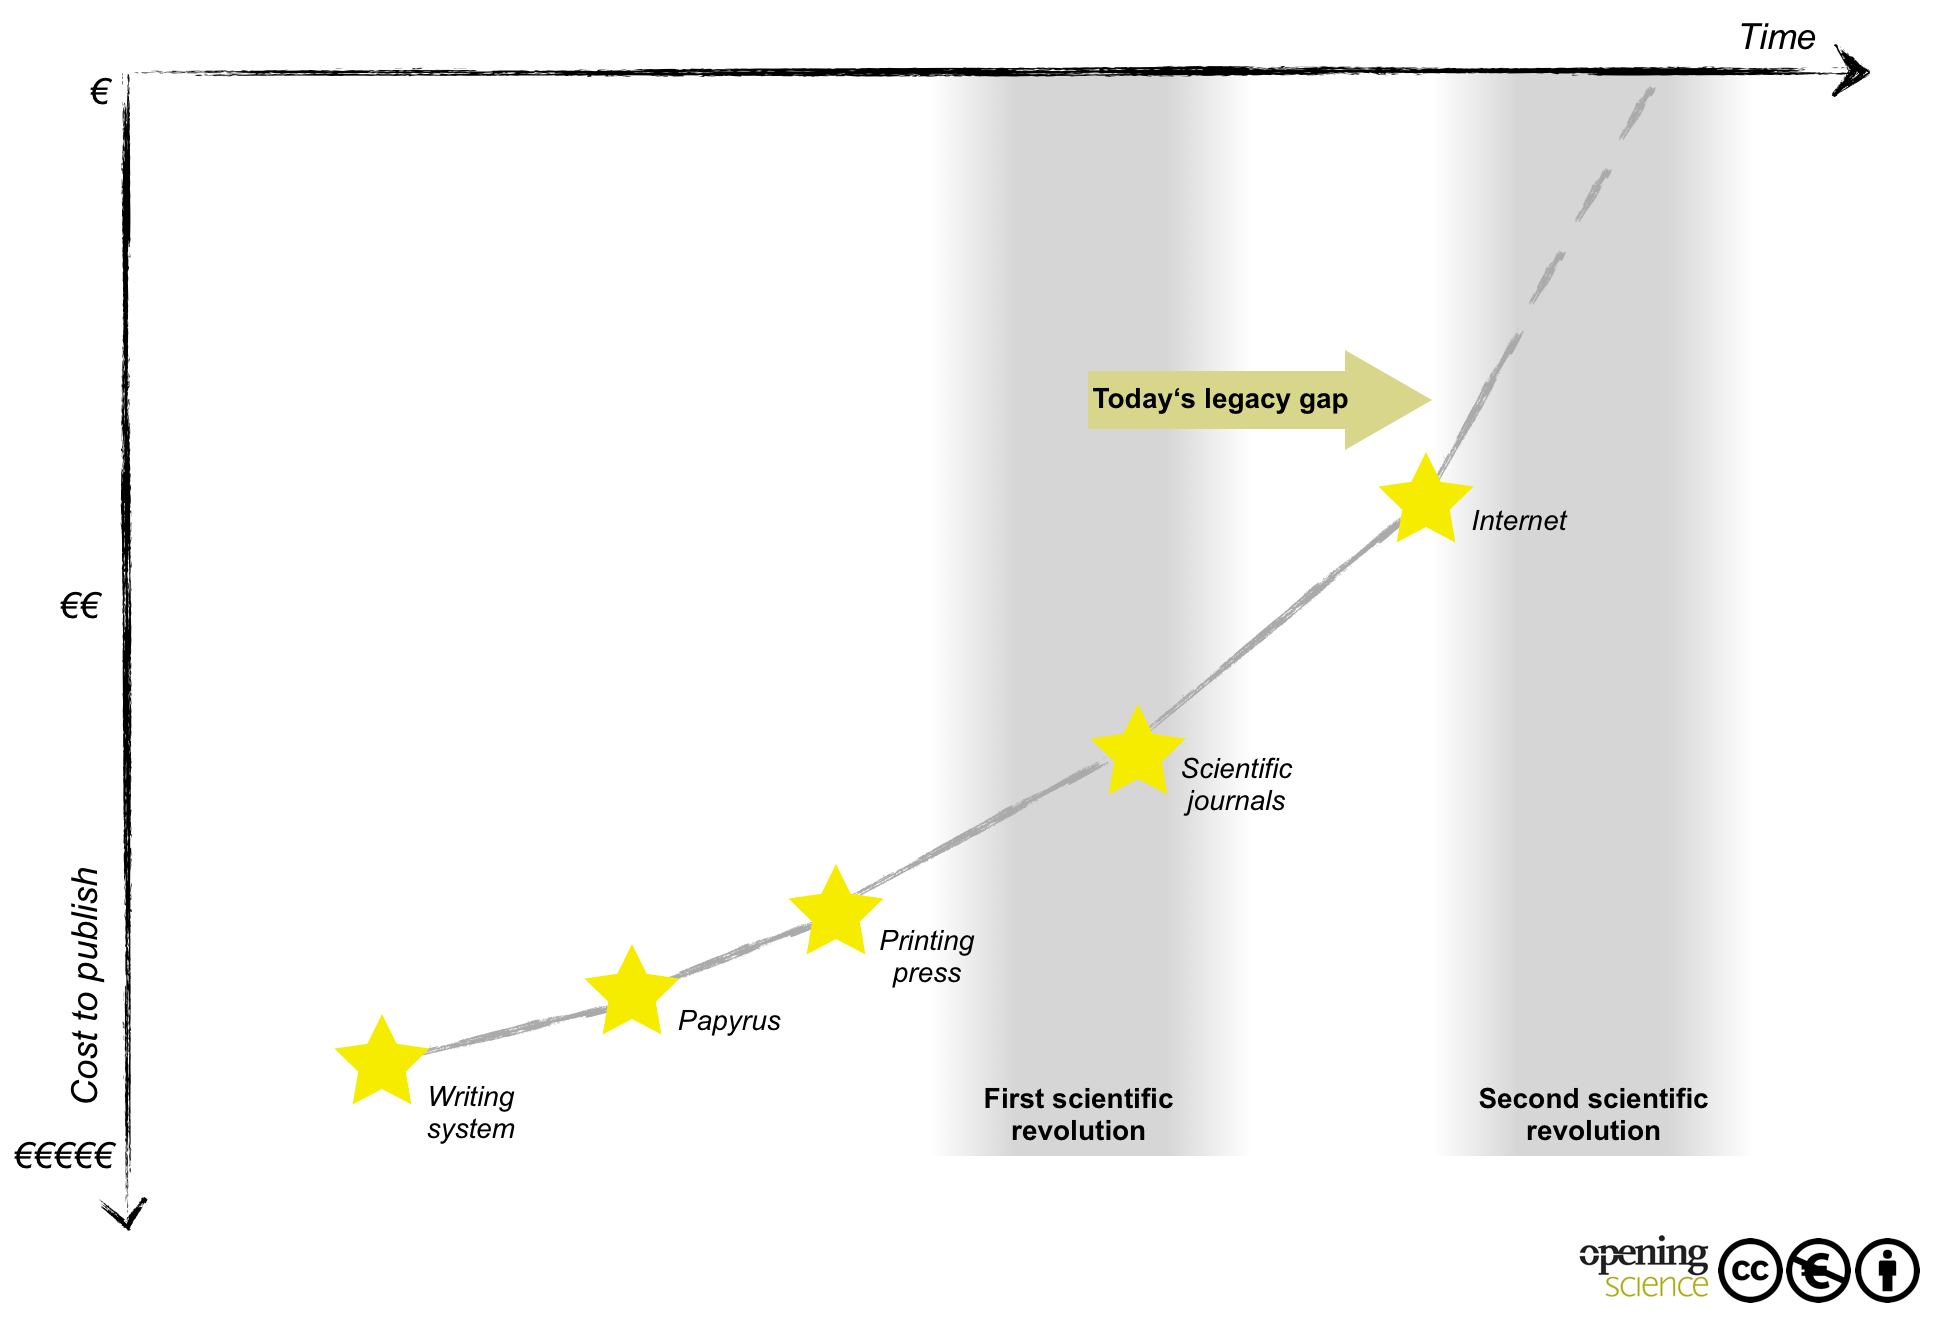 Time
€
Today‘s legacy gap
Internet
€€
Scientific
journals
Printing
press
Papyrus
Cost to publish
Writing
system
First scientific
revolution
Second scientific
revolution
€€€€€
opening
science
cc
€